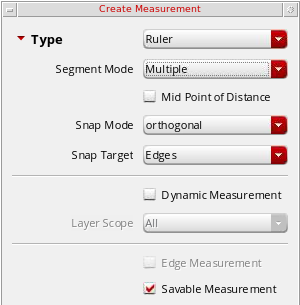 Create Measurement
Type Ruler
Segment Mode Multiple
Mid Point of Distance
Snap Mode orthogonal
Snap Target Edges
Dynamic Measurement
Layer Scope All
Edge Measurement
Savable Measurement